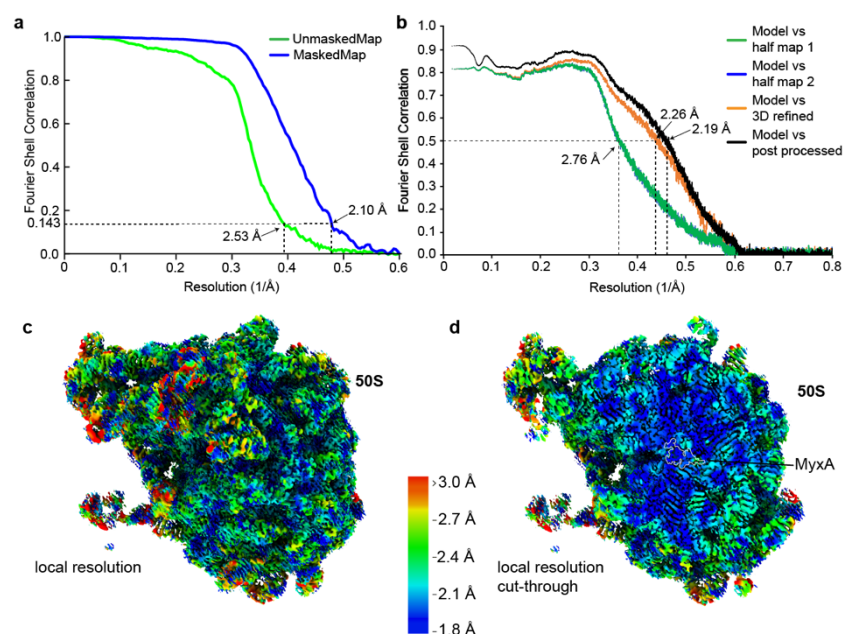 a
UnmaskedMap
MaskedMap
Fourier Shell Correlation
1.0
0.8
0.6
0.4
0.2
0.143
0.0
2.53 Å
2.10 Å
0
0.1
0.2
0.3
0.4
0.5
0.6
Resolution (1/Å)
b
Model vs
half map 1
Model vs
half map 2
Model vs
3D refined
Model vs
post processed
Fourier Shell Correlation
1.0
0.9
0.8
0.7
0.6
0.5
0.4
0.3
0.2
0.1
0.0
2.76 Å
2.26 Å
2.19 Å
0
0.1
0.2
0.3
0.4
0.5
0.6
0.7
0.8
Resolution (1/Å)
c
50S
local resolution
3.0 Å
2.7 Å
2.4 Å
2.1 Å
1.8 Å
d
50S
MyxA
local resolution
cut-through